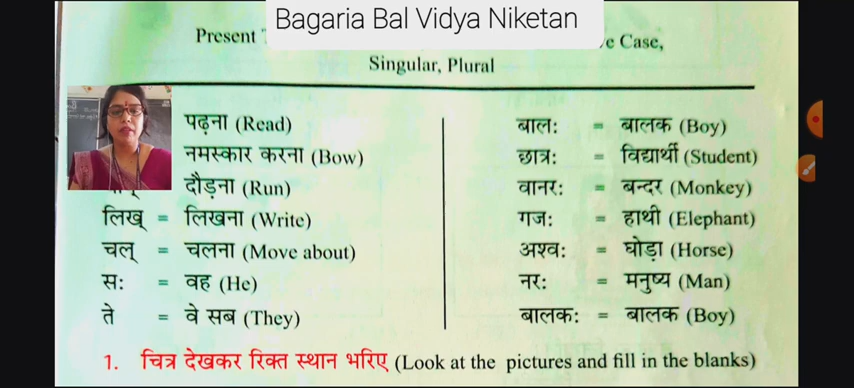 Bagaria Bal Vidya Niketan
Present
e Case,
Singular, Plural
पढ़ना (Read)
नमस्कार करना (Bow)
दौड़ना (Run)
लिख् = लिखना (Write)
चल् = चलना (Move about)
स: = वह (He)
ते = वे सब (They)
बाल: = बालक (Boy)
छात्र: = विद्यार्थी (Student)
वानर: = बन्दर (Monkey)
गज: = हाथी (Elephant)
अश्व: = घोड़ा (Horse)
नर: = मनुष्य (Man)
बालक: = बालक (Boy)
1. चित्र देखकर रिक्त स्थान भरिए (Look at the pictures and fill in the blanks)